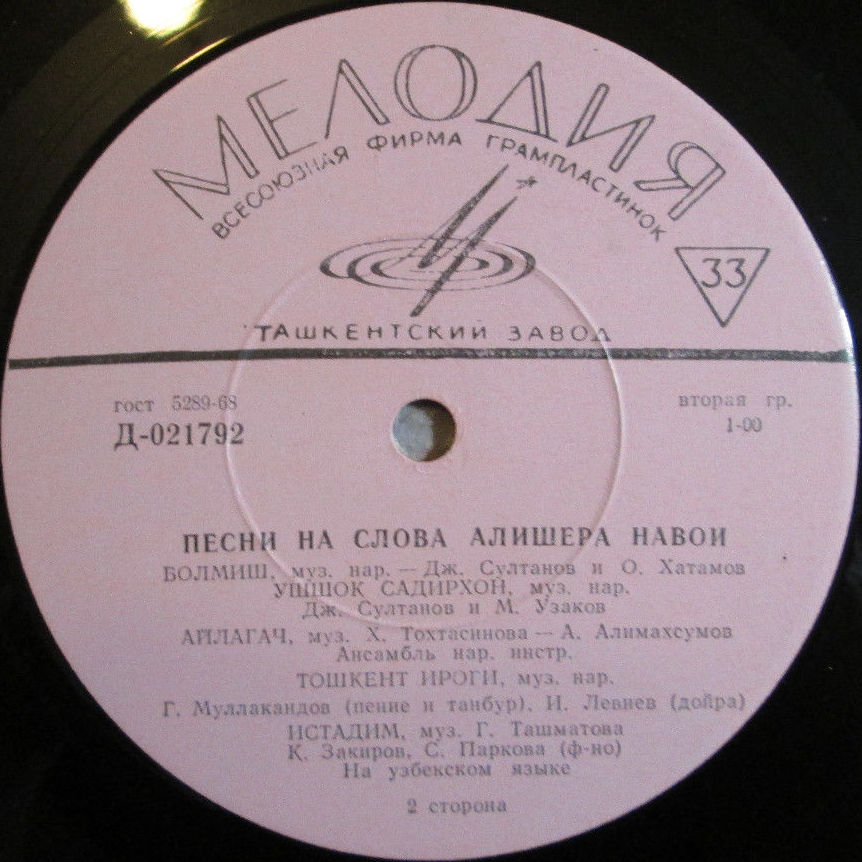 МЕЛОДИЯ
ВСЕСОЮЗНАЯ ФИРМА ГРАМПЛАСТИНОК
33
ТАШКЕНТСКИЙ ЗАВОД
гост 5289-68
вторая гр.
Д-021792
1-00
ПЕСНИ НА СЛОВА АЛИШЕРА НАВОИ
БОЛМИШ, муз. нар. — Дж. Султанов и О. Хатамов
УШШОК САДИРХОН, муз. нар.
Дж. Султанов и М. Узаков
АЙЛАГАЧ, муз. Х. Тохтасинова — А. Алимахсумов
Ансамбль нар. инстр.
ТОШКЕНТ ИРОГИ, муз. нар.
Г. Муллакандов (пение и танбур), И. Левиев (дойра)
ИСТАДИМ, муз. Г. Ташматова
К. Закиров, С. Паркова (ф-но)
На узбекском языке
2 сторона